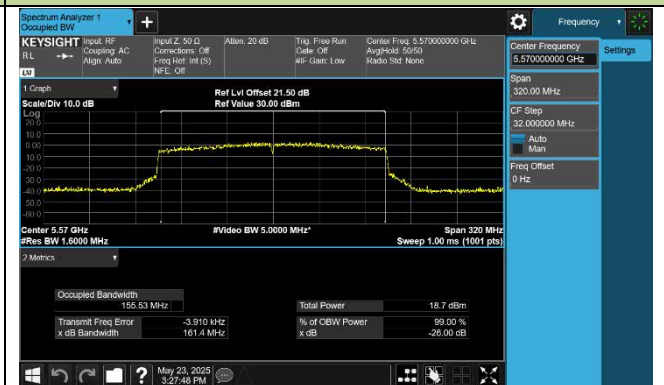 Spectrum Analyzer 1
Occupied BW
+
Frequency
KEYSIGHT
RL
Input: RF
Coupling: AC
Align: Auto
Input Z: 50 Ω
Corrections: Off
Freq Ref: Int (S)
NFE: Off
Atten: 20 dB
Trig: Free Run
Gate: Off
#IF Gain: Low
Center Freq: 5.570000000 GHz
Avg|Hold: 50/50
Radio Std: None
LXI
Center Frequency
5.570000000 GHz
Settings
Span
320.00 MHz
CF Step
32.000000 MHz
Auto
Man
Freq Offset
0 Hz
1 Graph
Scale/Div 10.0 dB
Ref Lvl Offset 21.50 dB
Ref Value 30.00 dBm
Log
20.0
10.0
0.00
-10.0
-20.0
-30.0
-40.0
-50.0
-60.0
Center 5.57 GHz
#Video BW 5.0000 MHz*
Span 320 MHz
#Res BW 1.6000 MHz
Sweep 1.00 ms (1001 pts)
2 Metrics
Occupied Bandwidth
155.53 MHz
Total Power
18.7 dBm
Transmit Freq Error
-3.910 kHz
% of OBW Power
99.00 %
x dB Bandwidth
161.4 MHz
x dB
-26.00 dB
?
May 23, 2025
3:27:48 PM